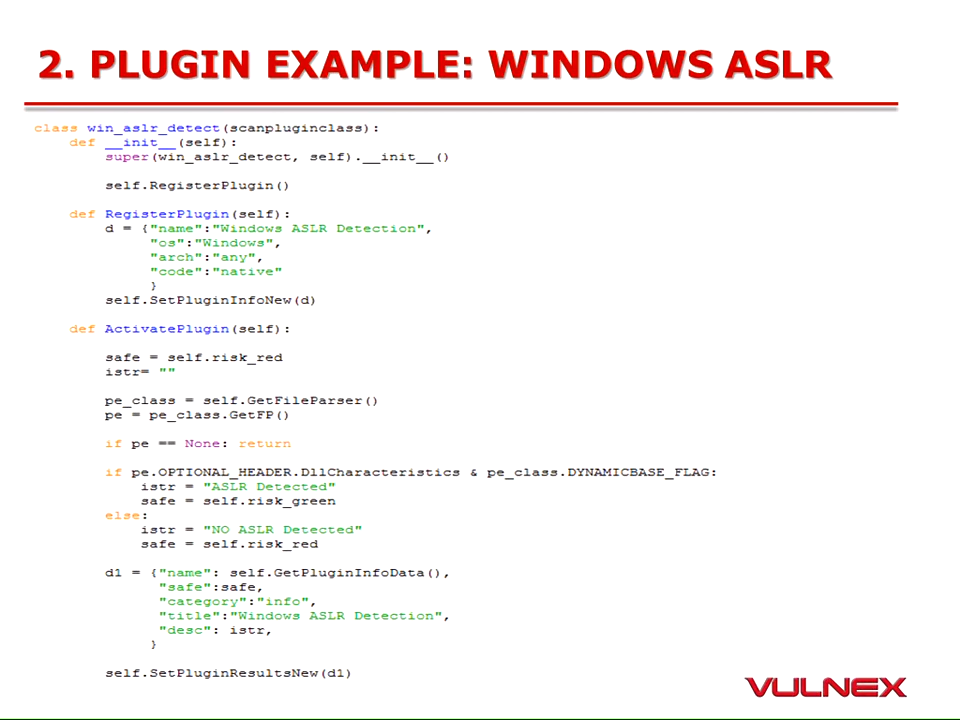 2. PLUGIN EXAMPLE: WINDOWS ASLR
class win_aslr_detect(scanpluginclass):
    def __init__(self):
        super(win_aslr_detect, self).__init__()
        self.RegisterPlugin()
    def RegisterPlugin(self):
        d = {"name":"Windows ASLR Detection",
             "os":"Windows",
             "arch":"any",
             "code":"native"
             }
        self.SetPluginInfoNew(d)
    def ActivatePlugin(self):
        safe = self.risk_red
        istr= ""
        pe_class = self.GetFileParser()
        pe = pe_class.GetFP()
        if pe == None: return
        if pe.OPTIONAL_HEADER.DllCharacteristics & pe_class.DYNAMICBASE_FLAG:
            istr = "ASLR Detected"
            safe = self.risk_green
        else:
            istr = "NO ASLR Detected"
            safe = self.risk_red
        d1 = {"name": self.GetPluginInfoData(),
              "safe":safe,
              "category":"info",
              "title":"Windows ASLR Detection",
              "desc": istr,
             }
        self.SetPluginResultsNew(d1)
VULNEX